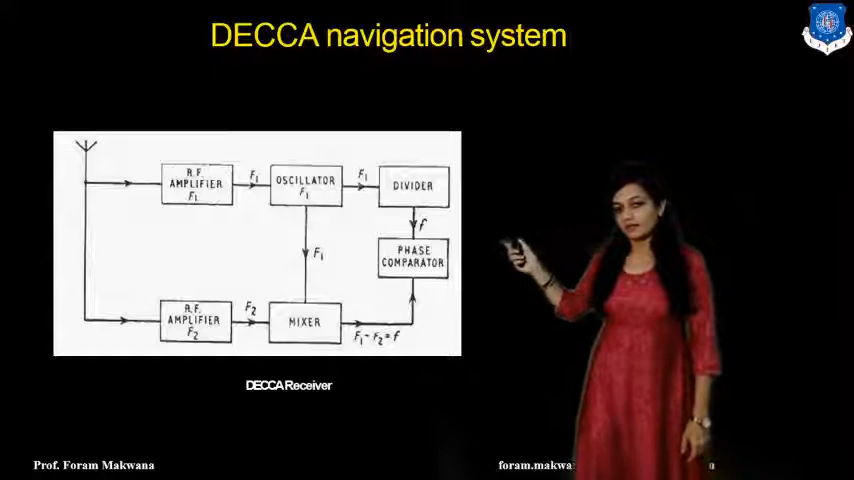 DECCA navigation system
R.F.
AMPLIFIER
F1
F1
OSCILLATOR
F1
F1
DIVIDER
f
PHASE
COMPARATOR
F1
R.F.
AMPLIFIER
F2
F2
MIXER
F1 - F2 = f
DECCA Receiver
Prof. Foram Makwana
foram.makwa